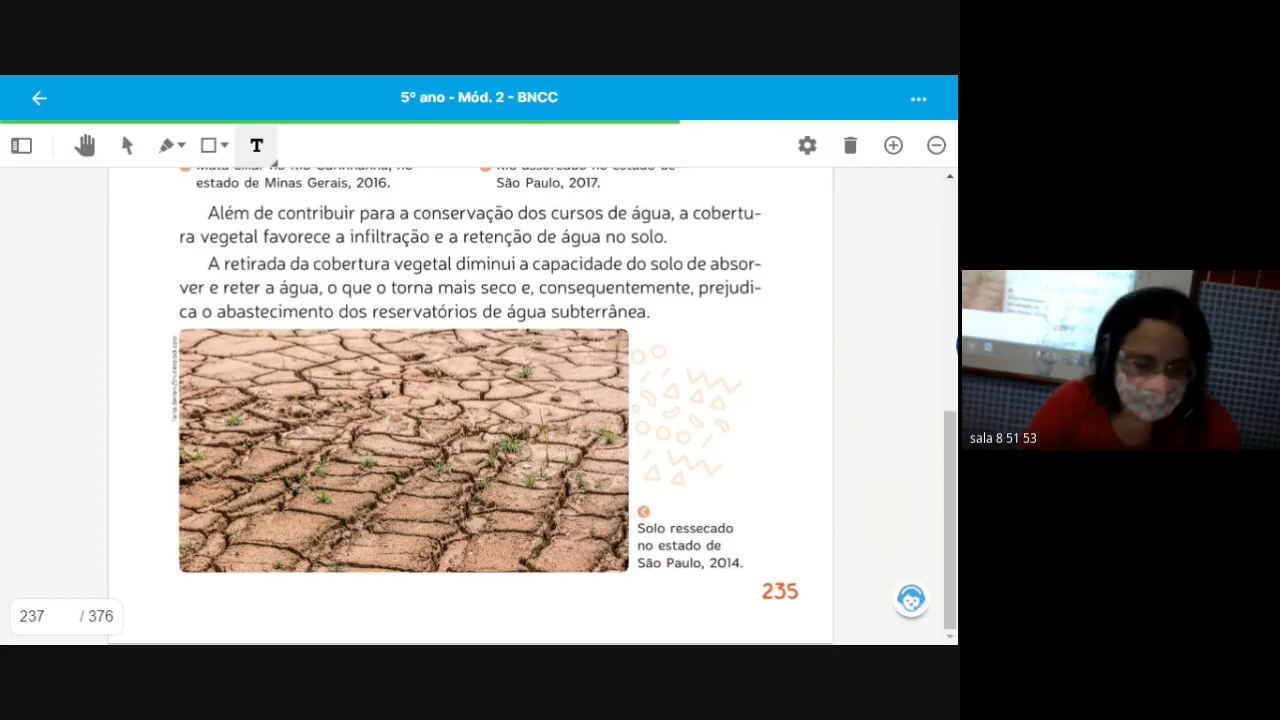 5º ano - Mód. 2 - BNCC
T
estado de Minas Gerais, 2016.
São Paulo, 2017.
Além de contribuir para a conservação dos cursos de água, a cobertu-
ra vegetal favorece a infiltração e a retenção de água no solo.
A retirada da cobertura vegetal diminui a capacidade do solo de absor-
ver e reter a água, o que o torna mais seco e, consequentemente, prejudi-
ca o abastecimento dos reservatórios de água subterrânea.
Solo ressecado
no estado de
São Paulo, 2014.
235
237 / 376
sala 8 51 53